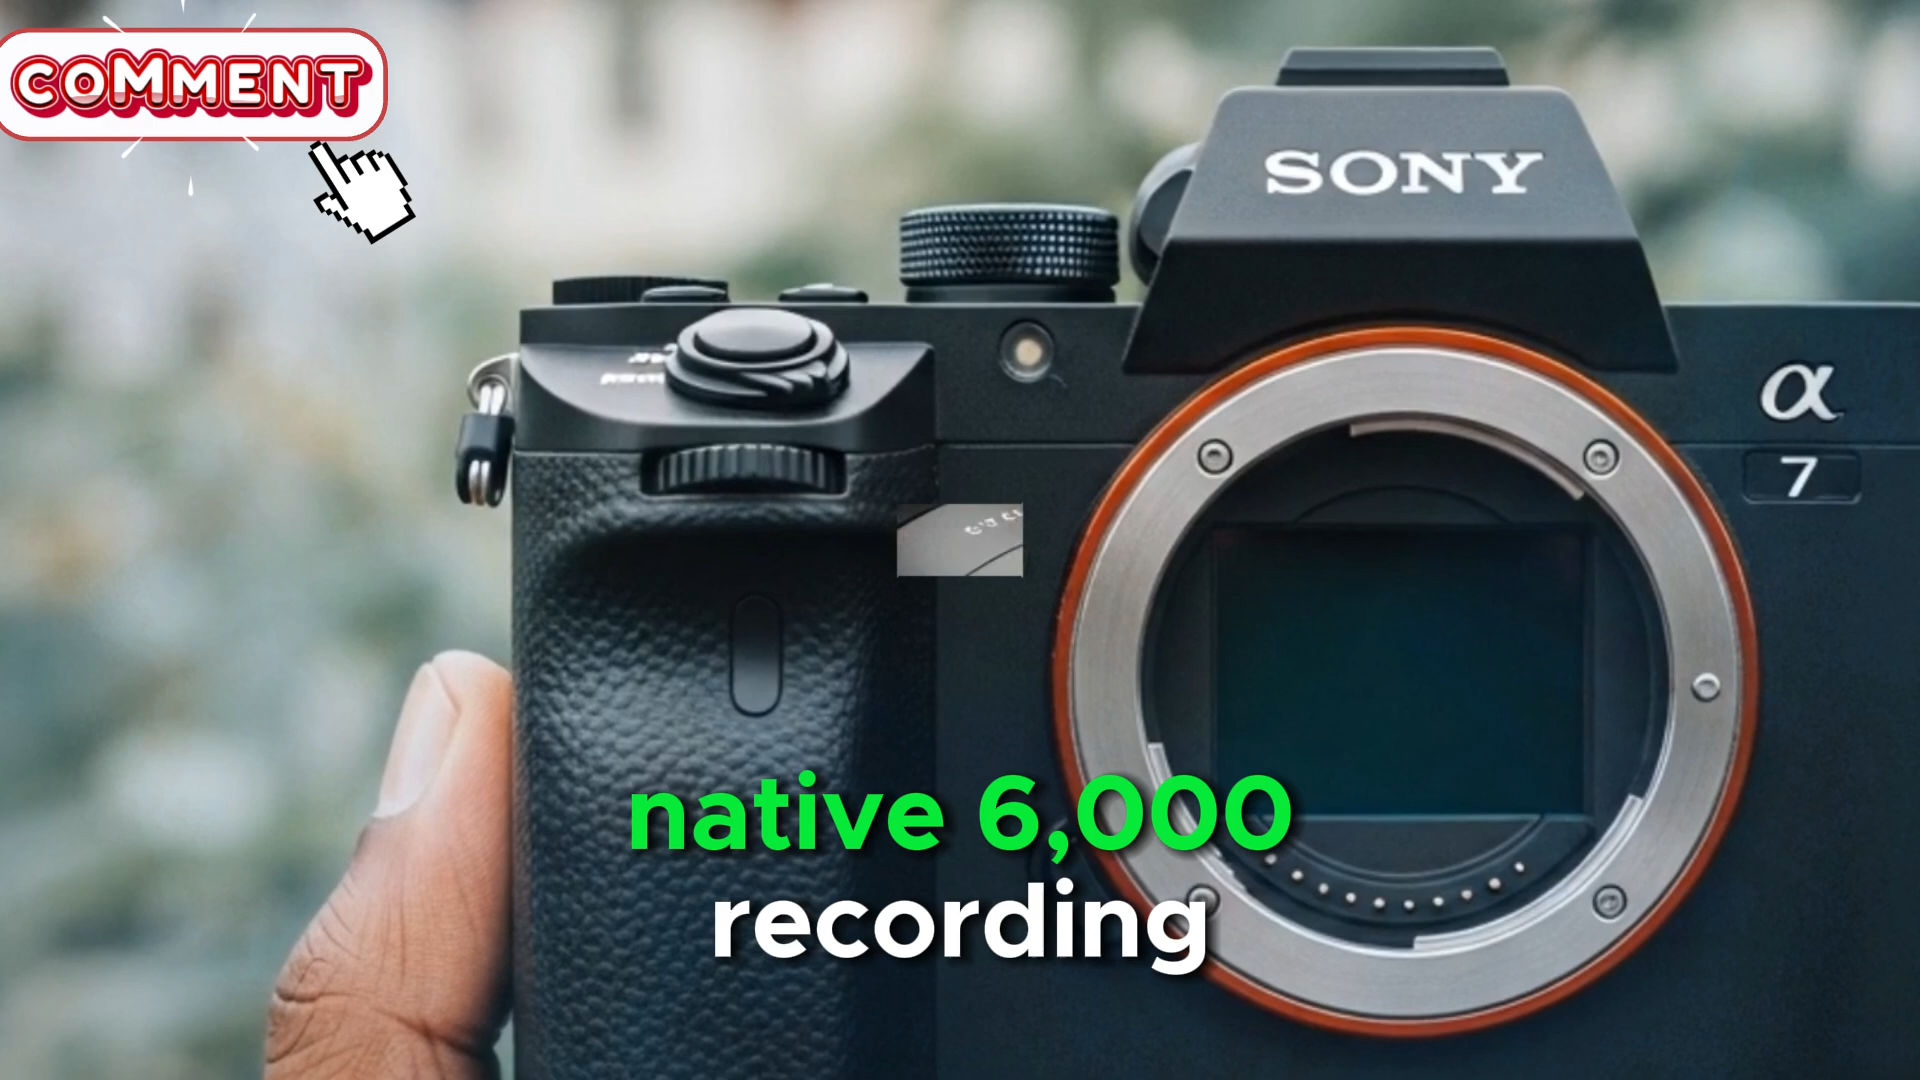 COMMENT
SONY
α
7
native 6,000
recording